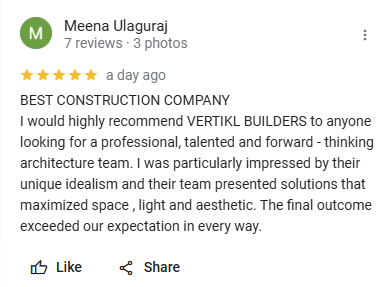 M
Meena Ulaguraj
7 reviews · 3 photos
a day ago
BEST CONSTRUCTION COMPANY
I would highly recommend VERTIKL BUILDERS to anyone
looking for a professional, talented and forward - thinking
architecture team. I was particularly impressed by their
unique idealism and their team presented solutions that
maximized space , light and aesthetic. The final outcome
exceeded our expectation in every way.
Like
Share